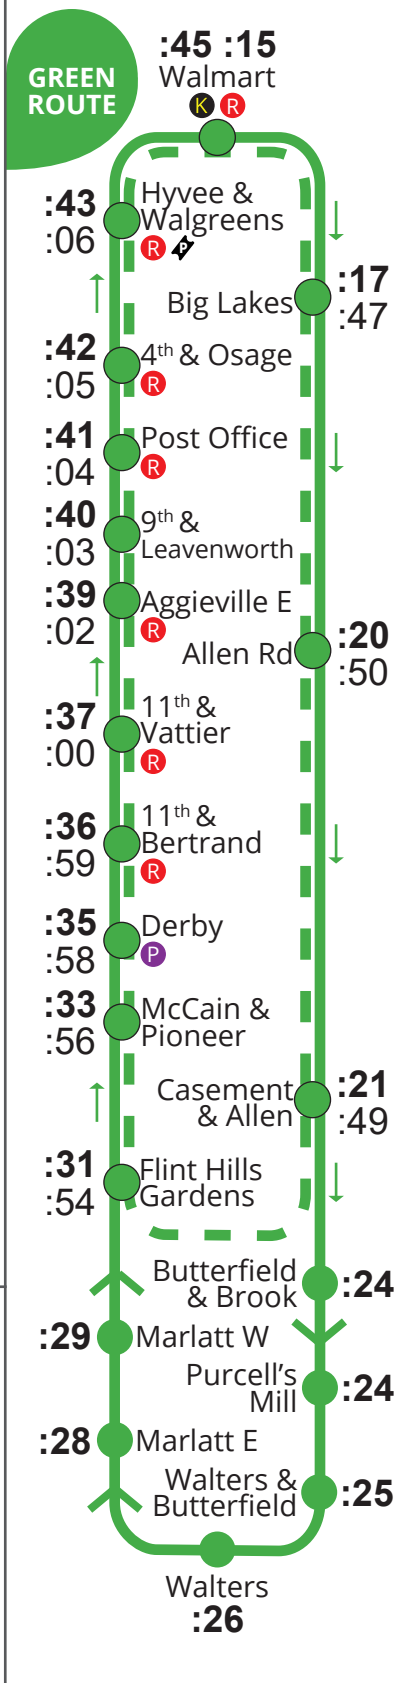 GREEN
ROUTE
:45 :15
Walmart
K R
:43
:06
Hyvee &
Walgreens
R P
Big Lakes
:17
:47
:42
:05
4th & Osage
R
:41
:04
Post Office
R
:40
:03
9th &
Leavenworth
:39
:02
Aggieville E
R
Allen Rd
:20
:50
:37
:00
11th &
Vattier
R
:36
:59
11th &
Bertrand
R
:35
:58
Derby
P
:33
:56
McCain &
Pioneer
Casement
& Allen
:21
:49
:31
:54
Flint Hills
Gardens
Butterfield
& Brook
:24
:29
Marlatt W
Purcell's
Mill
:24
:28
Marlatt E
Walters &
Butterfield
:25
Walters
:26